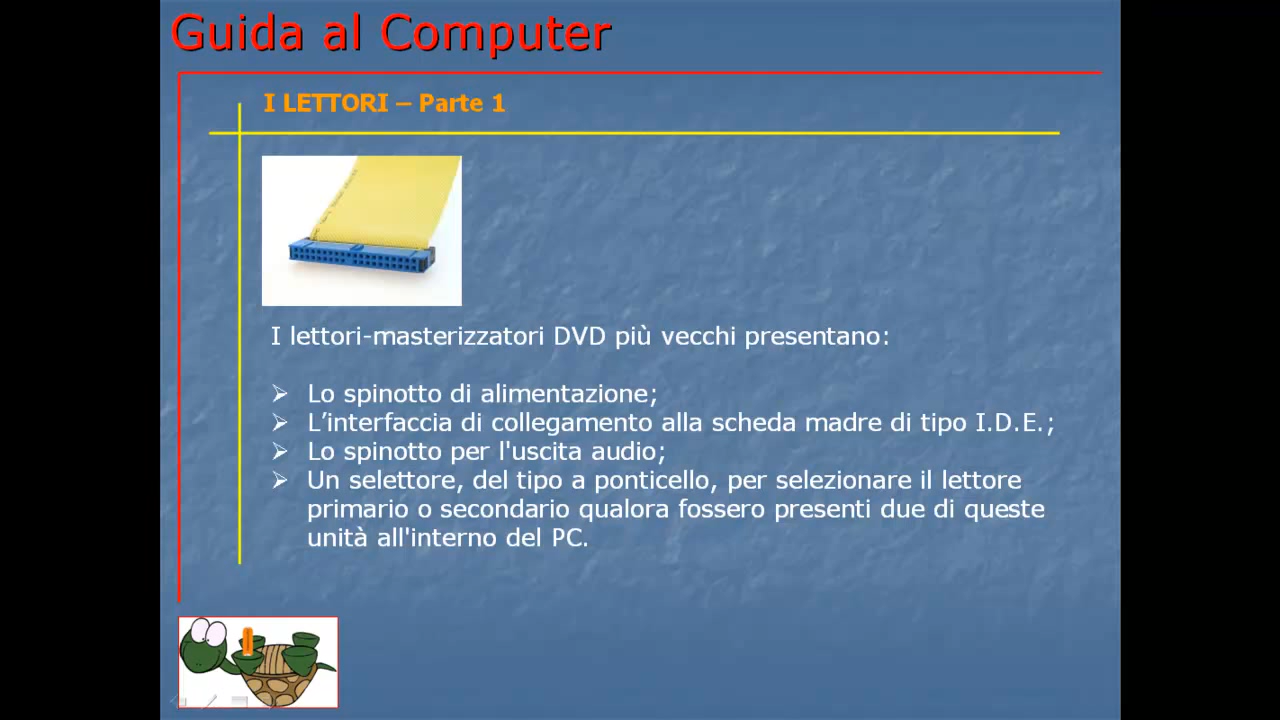 Guida al Computer
I LETTORI – Parte 1
I lettori-masterizzatori DVD più vecchi presentano:
Lo spinotto di alimentazione;
L’interfaccia di collegamento alla scheda madre di tipo I.D.E.;
Lo spinotto per l'uscita audio;
Un selettore, del tipo a ponticello, per selezionare il lettore
primario o secondario qualora fossero presenti due di queste
unità all'interno del PC.